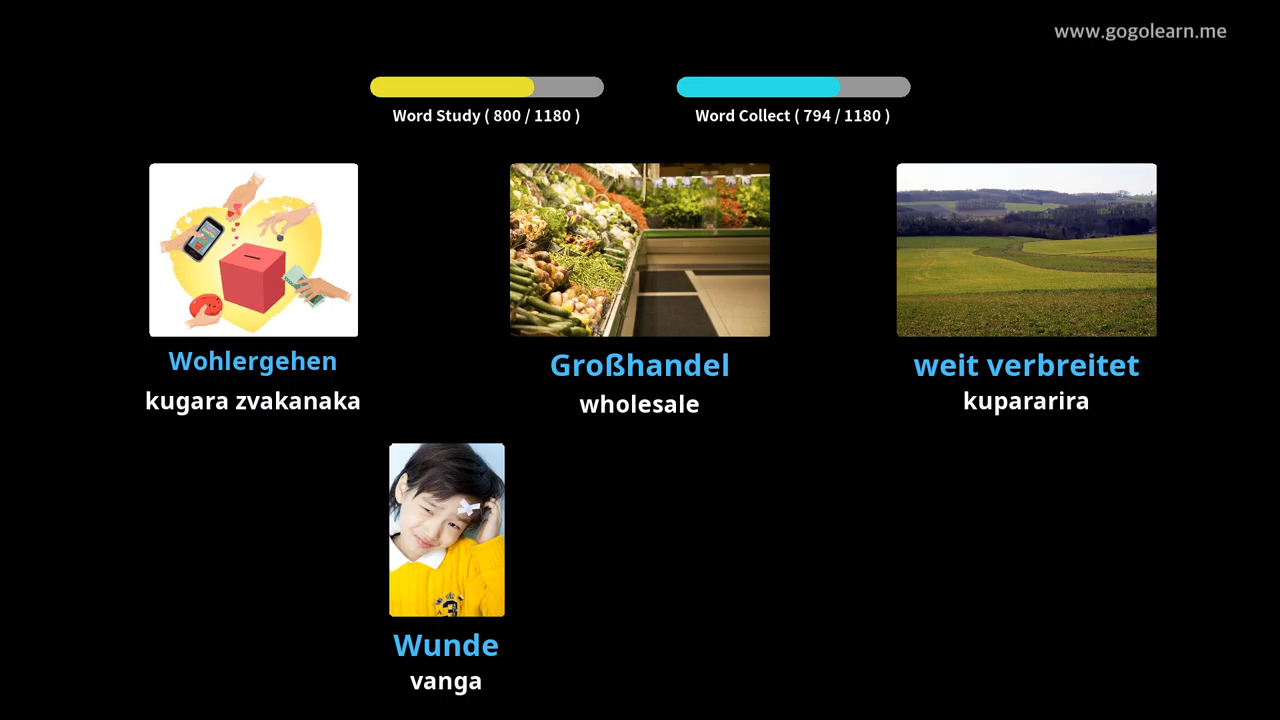 www.gogolearn.me
Word Study ( 800 / 1180 )
Word Collect ( 794 / 1180 )
Wohlergehen
kugara zvakanaka
Großhandel
wholesale
weit verbreitet
kupararira
3
Wunde
vanga